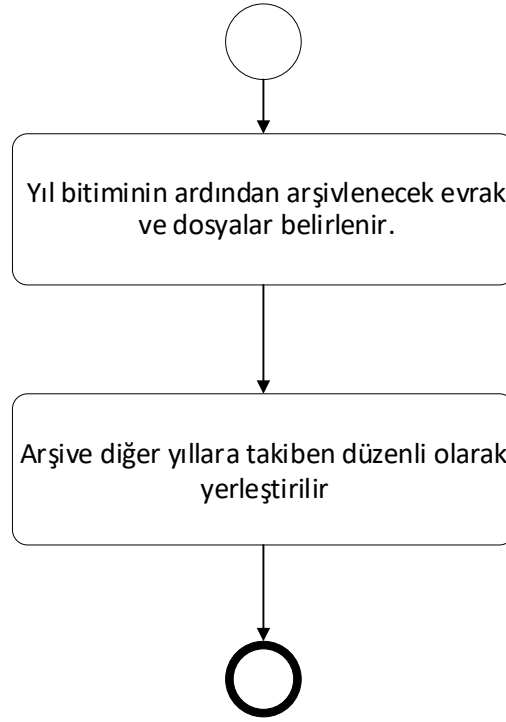 Yıl bitiminin ardından arşivlenecek evrak
ve dosyalar belirlenir.
Arşive diğer yıllara takiben düzenli olarak
yerleştirilir